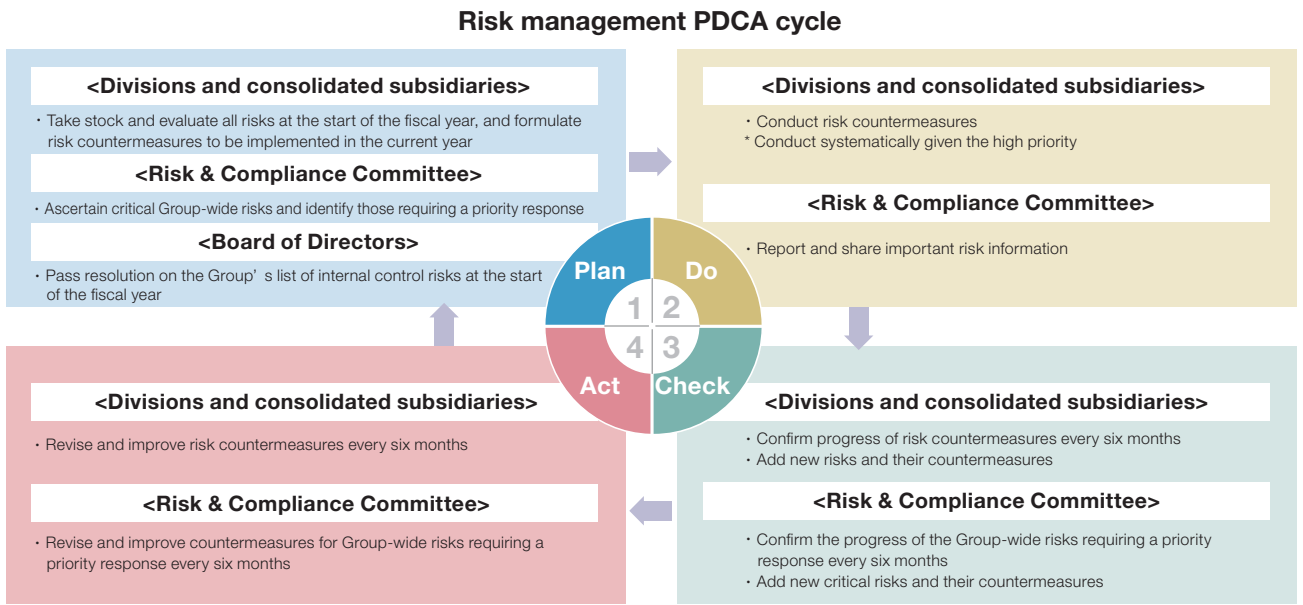 Risk management PDCA cycle
<Divisions and consolidated subsidiaries>
・Take stock and evaluate all risks at the start of the fiscal year, and formulate
risk countermeasures to be implemented in the current year
<Risk & Compliance Committee>
・Ascertain critical Group-wide risks and identify those requiring a priority response
<Board of Directors>
・Pass resolution on the Group' s list of internal control risks at the start
of the fiscal year
<Divisions and consolidated subsidiaries>
・Conduct risk countermeasures
* Conduct systematically given the high priority
<Risk & Compliance Committee>
・Report and share important risk information
Plan
Do
1
2
4
3
Act
Check
<Divisions and consolidated subsidiaries>
・Revise and improve risk countermeasures every six months
<Risk & Compliance Committee>
・Revise and improve countermeasures for Group-wide risks requiring a
priority response every six months
<Divisions and consolidated subsidiaries>
・Confirm progress of risk countermeasures every six months
・Add new risks and their countermeasures
<Risk & Compliance Committee>
・Confirm the progress of the Group-wide risks requiring a priority
response every six months
・Add new critical risks and their countermeasures